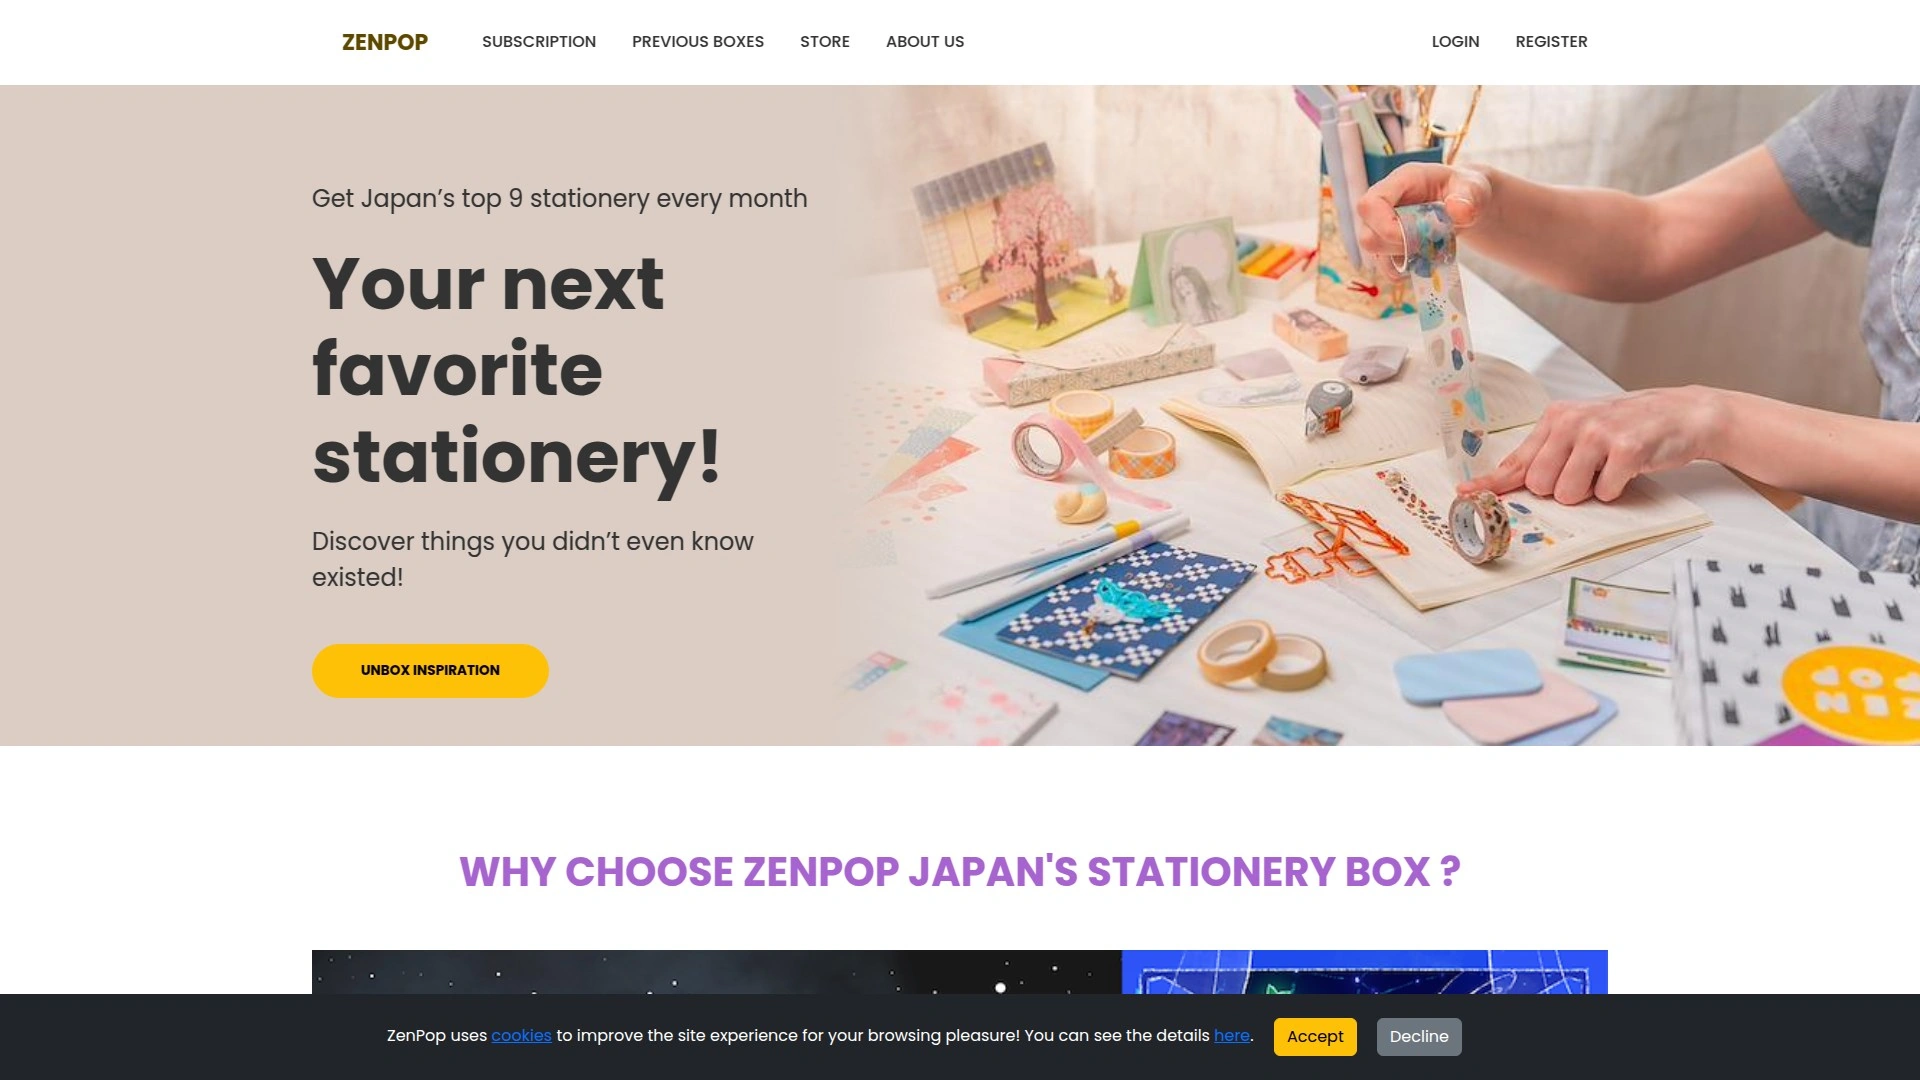 ZENPOP
SUBSCRIPTION
PREVIOUS BOXES
STORE
ABOUT US
LOGIN
REGISTER
Get Japan’s top 9 stationery every month
Your next
favorite
stationery!
Discover things you didn’t even know
existed!
UNBOX INSPIRATION
WHY CHOOSE ZENPOP JAPAN'S STATIONERY BOX ?
ZenPop uses cookies to improve the site experience for your browsing pleasure! You can see the details here.
Accept
Decline